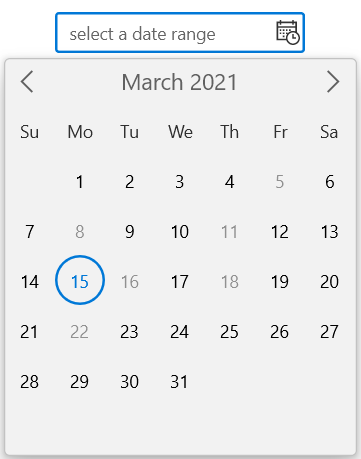 select a date range
March 2021
Su Mo Tu We Th Fr Sa
1 2 3 4 5 6
7 8 9 10 11 12 13
14 15 16 17 18 19 20
21 22 23 24 25 26 27
28 29 30 31